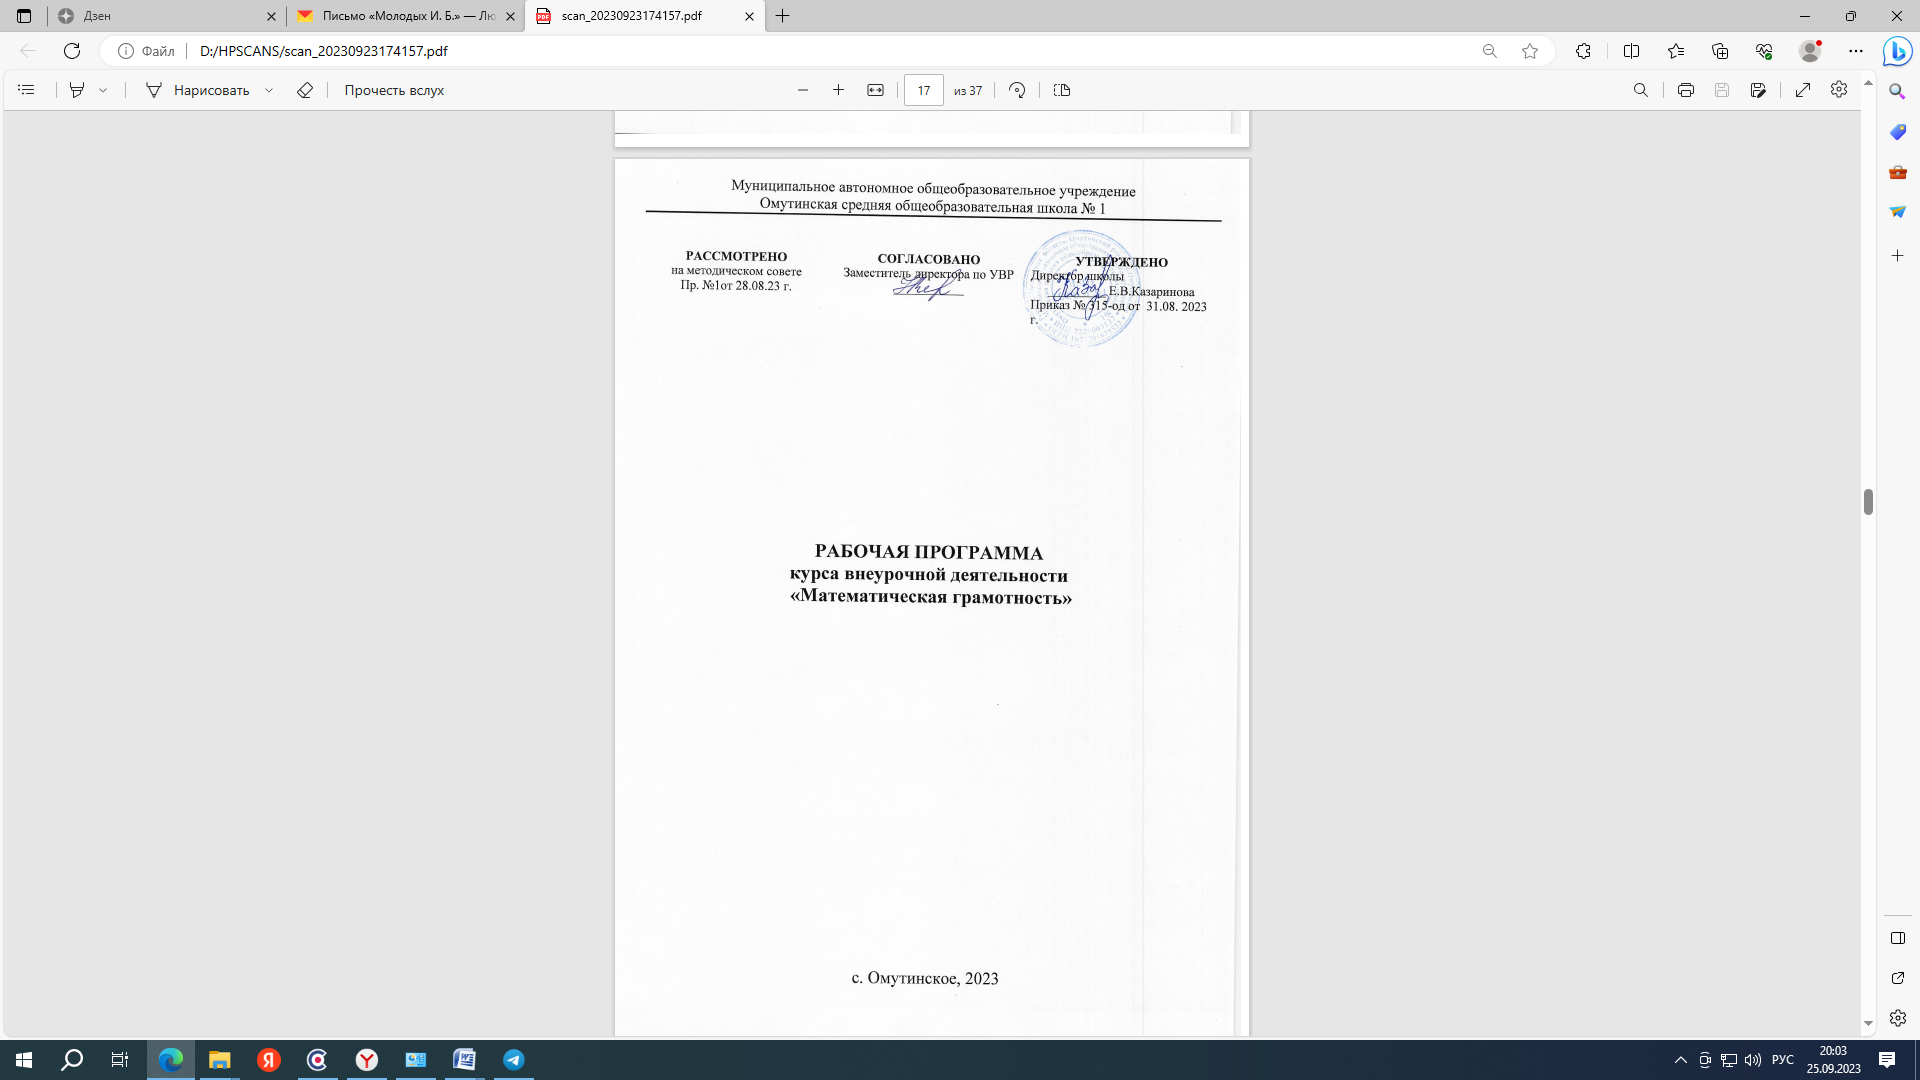 Дзен
Письмо «Молодых И. Б.» — Лю
scan_20230923174157.pdf
Файл
D:/HPSCANS/scan_20230923174157.pdf
Нарисовать
Прочесть вслух
17
из 37
Муниципальное автономное общеобразовательное учреждение
Омутинская средняя общеобразовательная школа № 1
РАССМОТРЕНО
на методическом совете
Пр. №1от 28.08.23 г.
СОГЛАСОВАНО
Заместитель директора по УВР
УТВЕРЖДЕНО
Директор школы
Е.В.Казаринова
Приказ № 315-од от 31.08. 2023
г.
РАБОЧАЯ ПРОГРАММА
курса внеурочной деятельности
«Математическая грамотность»
с. Омутинское, 2023
РУС
20:03
25.09.2023